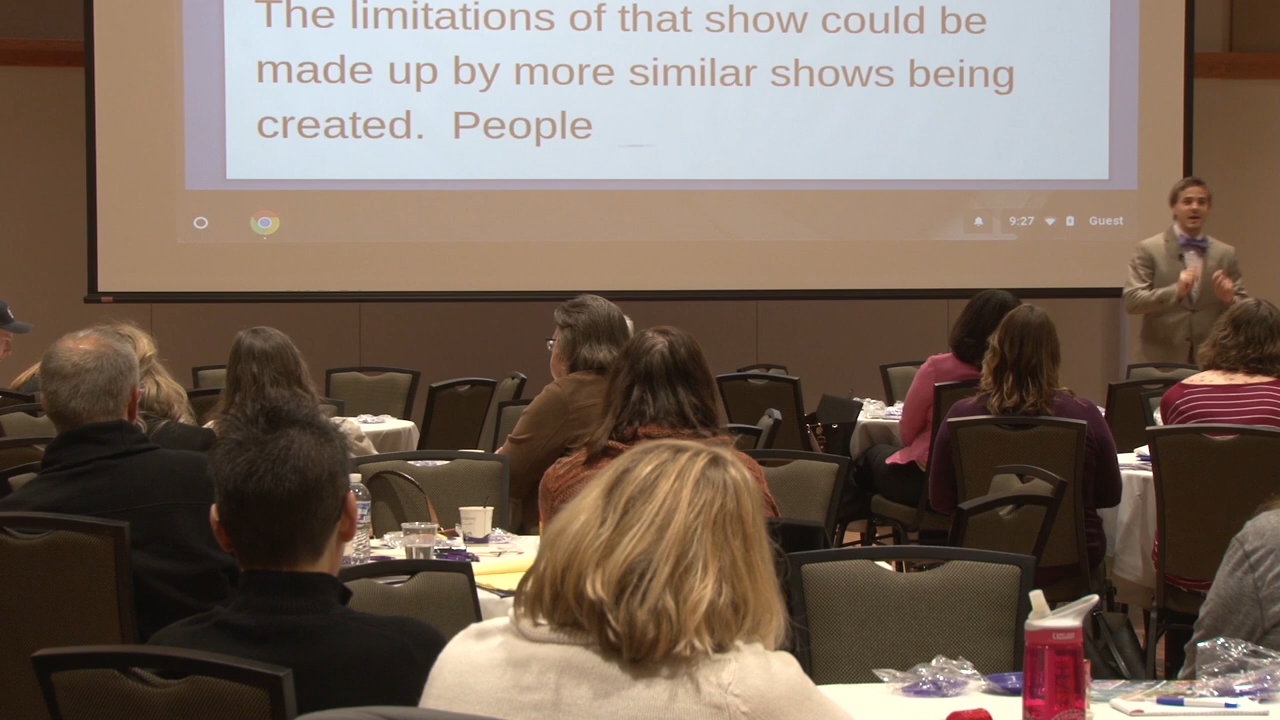 The limitations of that show could be
made up by more similar shows being
created. People
9:27 Guest